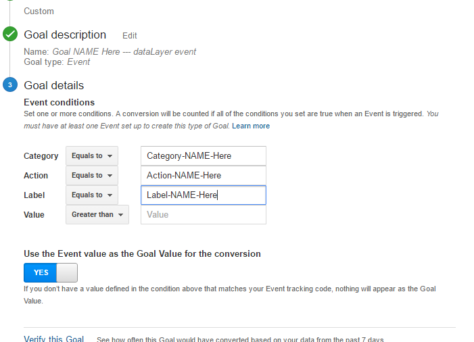 Custom
Goal description Edit
Name: Goal NAME Here --- dataLayer event
Goal type: Event
3 Goal details
Event conditions
Set one or more conditions. A conversion will be counted if all of the conditions you set are true when an Event is triggered. You
must have at least one Event set up to create this type of Goal. Learn more
Category Equals to Category-NAME-Here
Action Equals to Action-NAME-Here
Label Equals to Label-NAME-Here
Value Greater than Value
Use the Event value as the Goal Value for the conversion
YES
If you don't have a value defined in the condition above that matches your Event tracking code, nothing will appear as the Goal
Value.
Verify this Goal See how often this Goal would have converted based on your data from the past 7 days